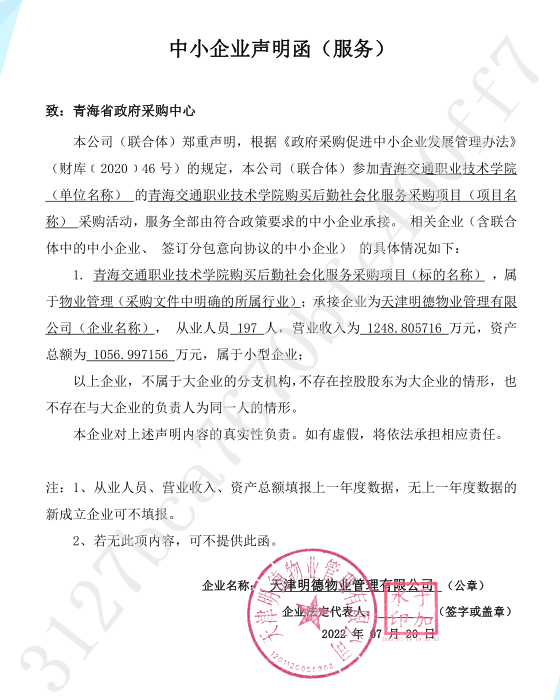 中小企业声明函（服务）
致：青海省政府采购中心
本公司（联合体）郑重声明，根据《政府采购促进中小企业发展管理办法》
（财库﹝2020﹞46 号）的规定，本公司（联合体）参加青海交通职业技术学院
（单位名称） 的青海交通职业技术学院购买后勤社会化服务采购项目（项目名
称） 采购活动，服务全部由符合政策要求的中小企业承接。 相关企业（含联合
体中的中小企业、 签订分包意向协议的中小企业） 的具体情况如下：
1. 青海交通职业技术学院购买后勤社会化服务采购项目（标的名称） ，属
于物业管理（采购文件中明确的所属行业）；承接企业为天津明德物业管理有限
公司（企业名称）， 从业人员 197 人，营业收入为 1248.805716 万元，资产
总额为 1056.997156 万元，属于小型企业；
以上企业，不属于大企业的分支机构，不存在控股股东为大企业的情形，也
不存在与大企业的负责人为同一人的情形。
本企业对上述声明内容的真实性负责。如有虚假，将依法承担相应责任。
注：1、从业人员、营业收入、资产总额填报上一年度数据，无上一年度数据的
新成立企业可不填报。
2、若无此项内容，可不提供此函。
企业名称： 天津明德物业管理有限公司 （公章）
企业法定代表人： （签字或盖章）
2022 年 07 月 20 日
天津明德物业管理有限公司
于加
永印